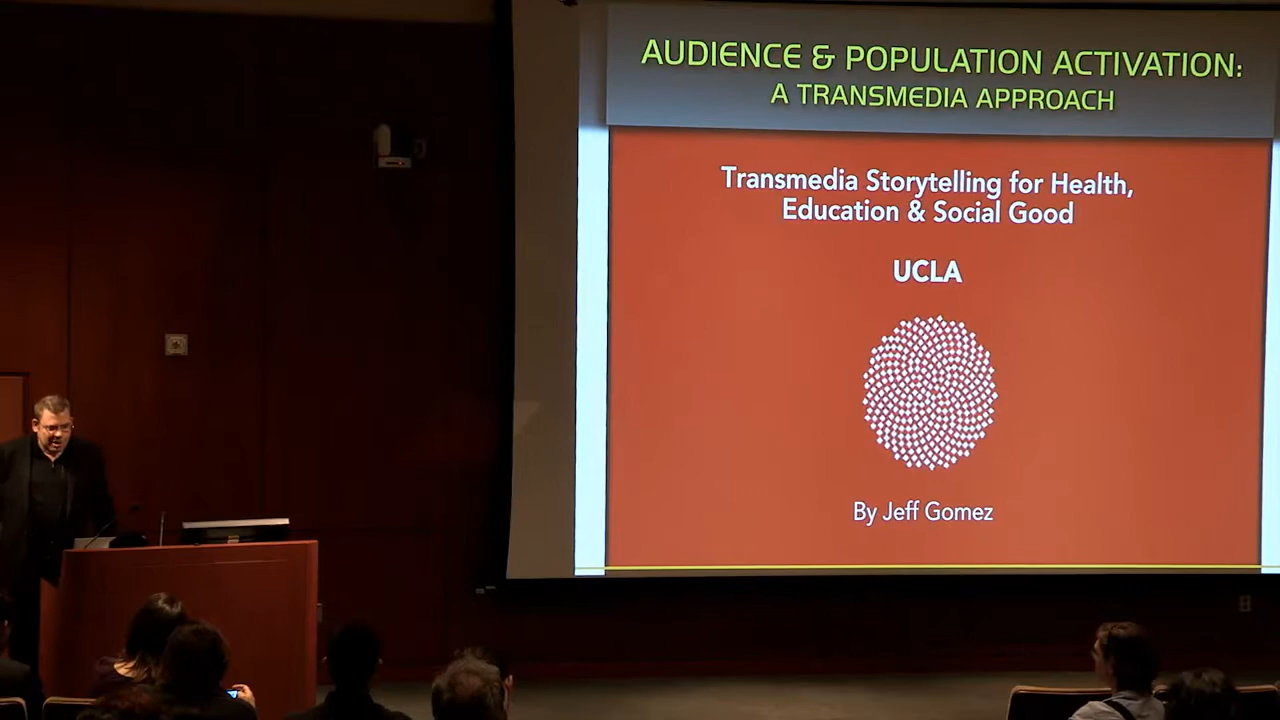 AUDIENCE & POPULATION ACTIVATION:
A TRANSMEDIA APPROACH
Transmedia Storytelling for Health,
Education & Social Good
UCLA
By Jeff Gomez